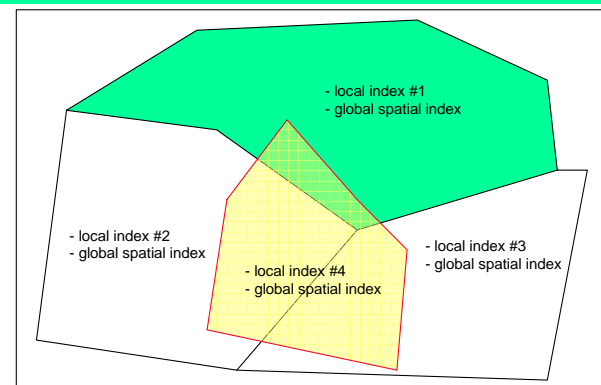 - local index #1
- global spatial index
- local index #2
- global spatial index
- local index #3
- global spatial index
- local index #4
- global spatial index